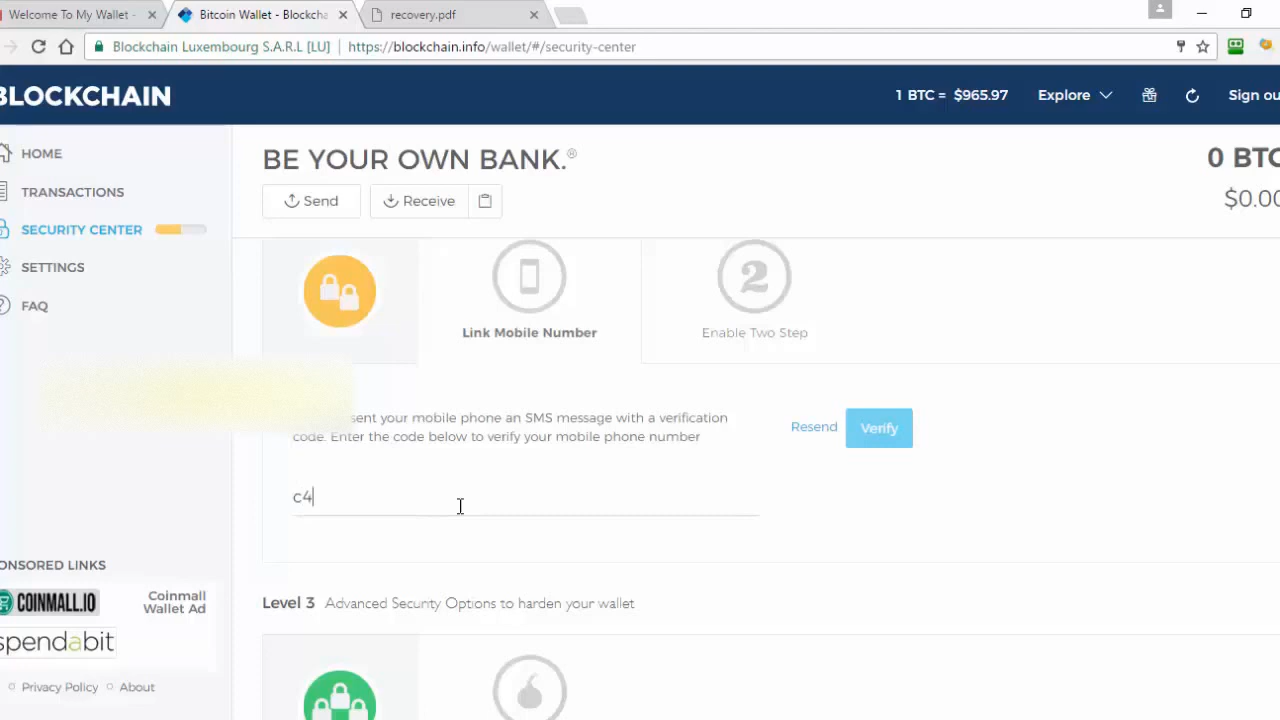 Welcome To My Wallet - Bitcoin Wallet - Blockcha recovery.pdf
Blockchain Luxembourg S.A.R.L [LU] https://blockchain.info/wallet/#/security-center
BLOCKCHAIN 1 BTC = $965.97 Explore Sign ou
HOME
TRANSACTIONS
SECURITY CENTER
SETTINGS
FAQ
BE YOUR OWN BANK.®
0 BTC
$0.00
Send Receive
Link Mobile Number
2
Enable Two Step
sent your mobile phone an SMS message with a verification
code. Enter the code below to verify your mobile phone number
Resend Verify
c4
ONSORED LINKS
COINMALL.IO
Coinmall
Wallet Ad
spendabit
Privacy Policy About
Level 3 Advanced Security Options to harden your wallet